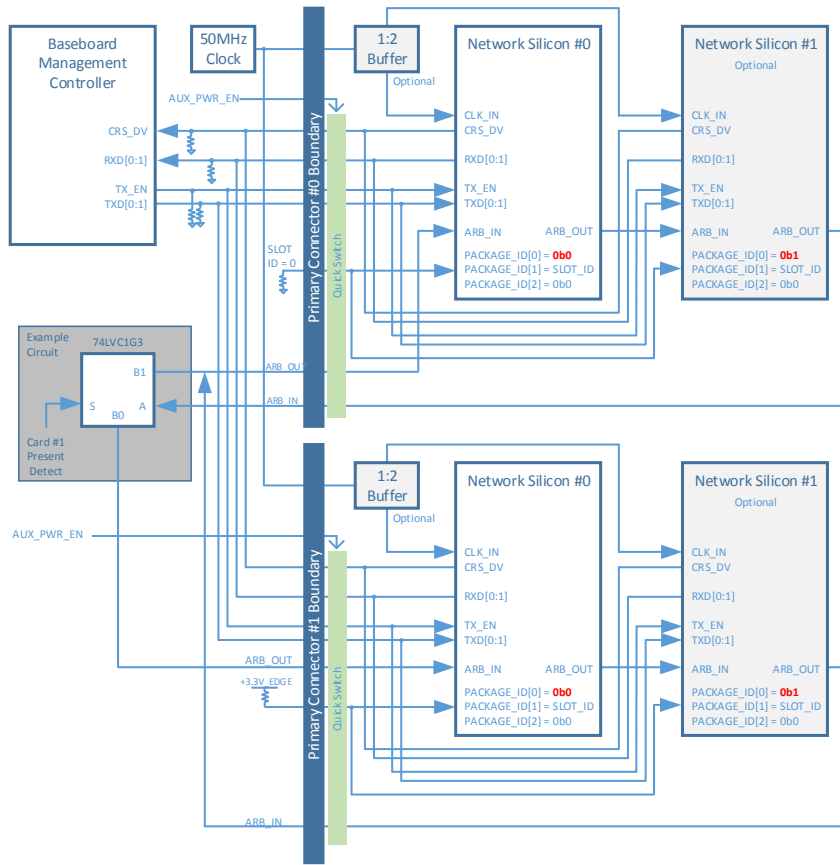 Baseboard
Management
Controller
CRS_DV
RXD[0:1]
TX_EN
TXD[0:1]
50MHz
Clock
AUX_PWR_EN
SLOT
ID = 0
Primary Connector #0 Boundary
Quick Switch
1:2
Buffer
Optional
Network Silicon #0
CLK_IN
CRS_DV
RXD[0:1]
TX_EN
TXD[0:1]
ARB_IN
ARB_OUT
PACKAGE_ID[0] = 0b0
PACKAGE_ID[1] = SLOT_ID
PACKAGE_ID[2] = 0b0
Network Silicon #1
Optional
CLK_IN
CRS_DV
RXD[0:1]
TX_EN
TXD[0:1]
ARB_IN
ARB_OUT
PACKAGE_ID[0] = 0b1
PACKAGE_ID[1] = SLOT_ID
PACKAGE_ID[2] = 0b0
Example
Circuit
74LVC1G3
B1
S
A
B0
Card #1
Present
Detect
ARB_OUT
ARB_IN
AUX_PWR_EN
ARB_OUT
+3.3V_EDGE
ARB_IN
Primary Connector #1 Boundary
Quick Switch
1:2
Buffer
Optional
Network Silicon #0
CLK_IN
CRS_DV
RXD[0:1]
TX_EN
TXD[0:1]
ARB_IN
ARB_OUT
PACKAGE_ID[0] = 0b0
PACKAGE_ID[1] = SLOT_ID
PACKAGE_ID[2] = 0b0
Network Silicon #1
Optional
CLK_IN
CRS_DV
RXD[0:1]
TX_EN
TXD[0:1]
ARB_IN
ARB_OUT
PACKAGE_ID[0] = 0b1
PACKAGE_ID[1] = SLOT_ID
PACKAGE_ID[2] = 0b0